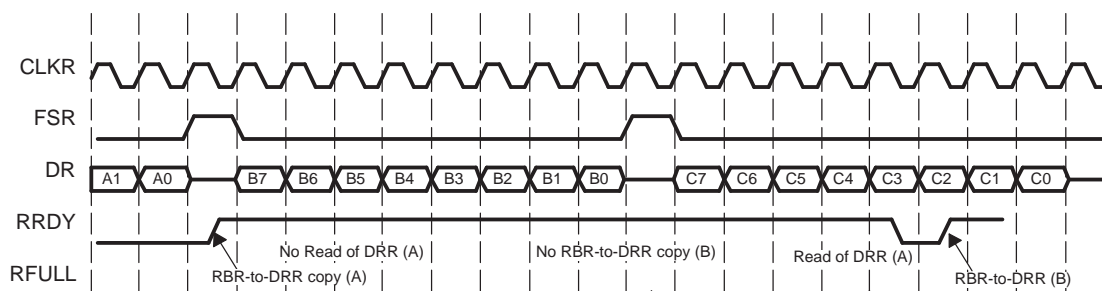 CLKR
FSR
DR A1 A0 B7 B6 B5 B4 B3 B2 B1 B0 C7 C6 C5 C4 C3 C2 C1 C0
RRDY
No Read of DRR (A) No RBR-to-DRR copy (B) Read of DRR (A)
RFULL RBR-to-DRR copy (A) RBR-to-DRR (B)